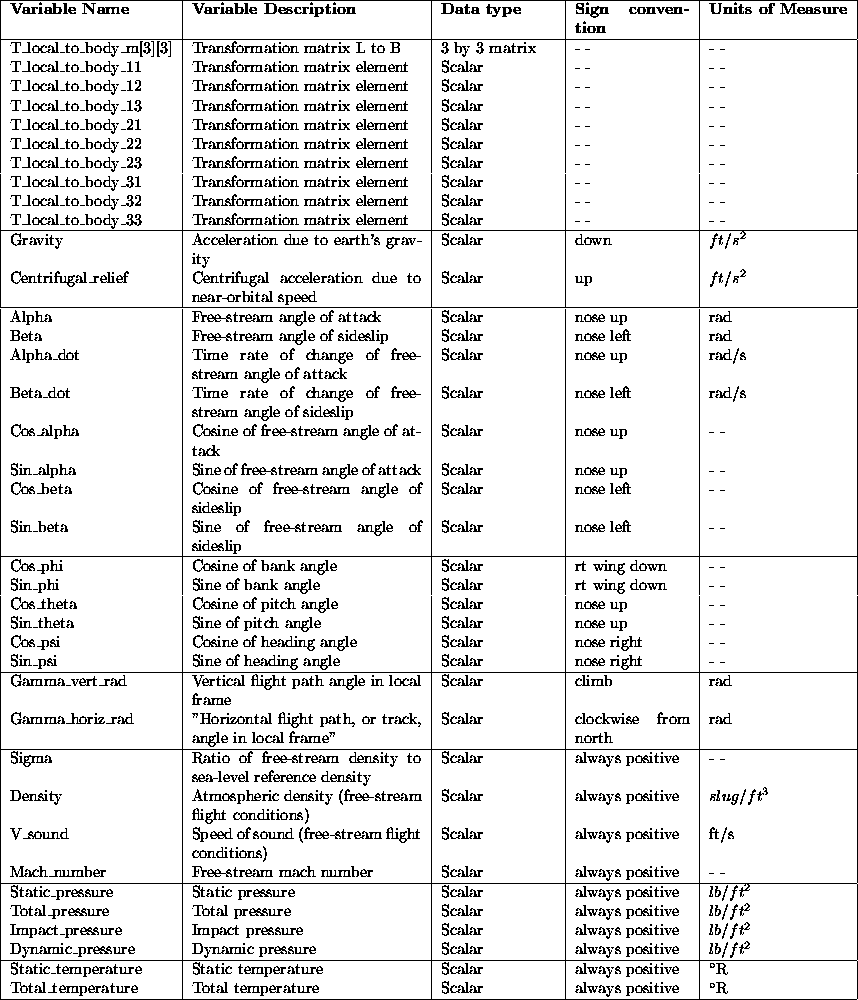 Variable Name Variable Description Data type Sign conven- Units of Measure
tion
T_local_to_body_m[3][3] Transformation matrix L to B 3 by 3 matrix - - - -
T_local_to_body_11 Transformation matrix element Scalar - - - -
T_local_to_body_12 Transformation matrix element Scalar - - - -
T_local_to_body_13 Transformation matrix element Scalar - - - -
T_local_to_body_21 Transformation matrix element Scalar - - - -
T_local_to_body_22 Transformation matrix element Scalar - - - -
T_local_to_body_23 Transformation matrix element Scalar - - - -
T_local_to_body_31 Transformation matrix element Scalar - - - -
T_local_to_body_32 Transformation matrix element Scalar - - - -
T_local_to_body_33 Transformation matrix element Scalar - - - -
Gravity Acceleration due to earth's grav- Scalar down ft/s²
ity
Centrifugal_relief Centrifugal acceleration due to Scalar up ft/s²
near-orbital speed
Alpha Free-stream angle of attack Scalar nose up rad
Beta Free-stream angle of sideslip Scalar nose left rad
Alpha_dot Time rate of change of free- Scalar nose up rad/s
stream angle of attack
Beta_dot Time rate of change of free- Scalar nose left rad/s
stream angle of sideslip
Cos_alpha Cosine of free-stream angle of at- Scalar nose up - -
tack
Sin_alpha Sine of free-stream angle of attack Scalar nose up - -
Cos_beta Cosine of free-stream angle of Scalar nose left - -
sideslip
Sin_beta Sine of free-stream angle of Scalar nose left - -
sideslip
Cos_phi Cosine of bank angle Scalar rt wing down - -
Sin_phi Sine of bank angle Scalar rt wing down - -
Cos_theta Cosine of pitch angle Scalar nose up - -
Sin_theta Sine of pitch angle Scalar nose up - -
Cos_psi Cosine of heading angle Scalar nose right - -
Sin_psi Sine of heading angle Scalar nose right - -
Gamma_vert_rad Vertical flight path angle in local Scalar climb rad
frame
Gamma_horiz_rad "Horizontal flight path, or track, Scalar clockwise from rad
angle in local frame" north
Sigma Ratio of free-stream density to Scalar always positive - -
sea-level reference density
Density Atmospheric density (free-stream Scalar always positive slug/ft³
flight conditions)
V_sound Speed of sound (free-stream flight Scalar always positive ft/s
conditions)
Mach_number Free-stream mach number Scalar always positive - -
Static_pressure Static pressure Scalar always positive lb/ft²
Total_pressure Total pressure Scalar always positive lb/ft²
Impact_pressure Impact pressure Scalar always positive lb/ft²
Dynamic_pressure Dynamic pressure Scalar always positive lb/ft²
Static_temperature Static temperature Scalar always positive °R
Total_temperature Total temperature Scalar always positive °R